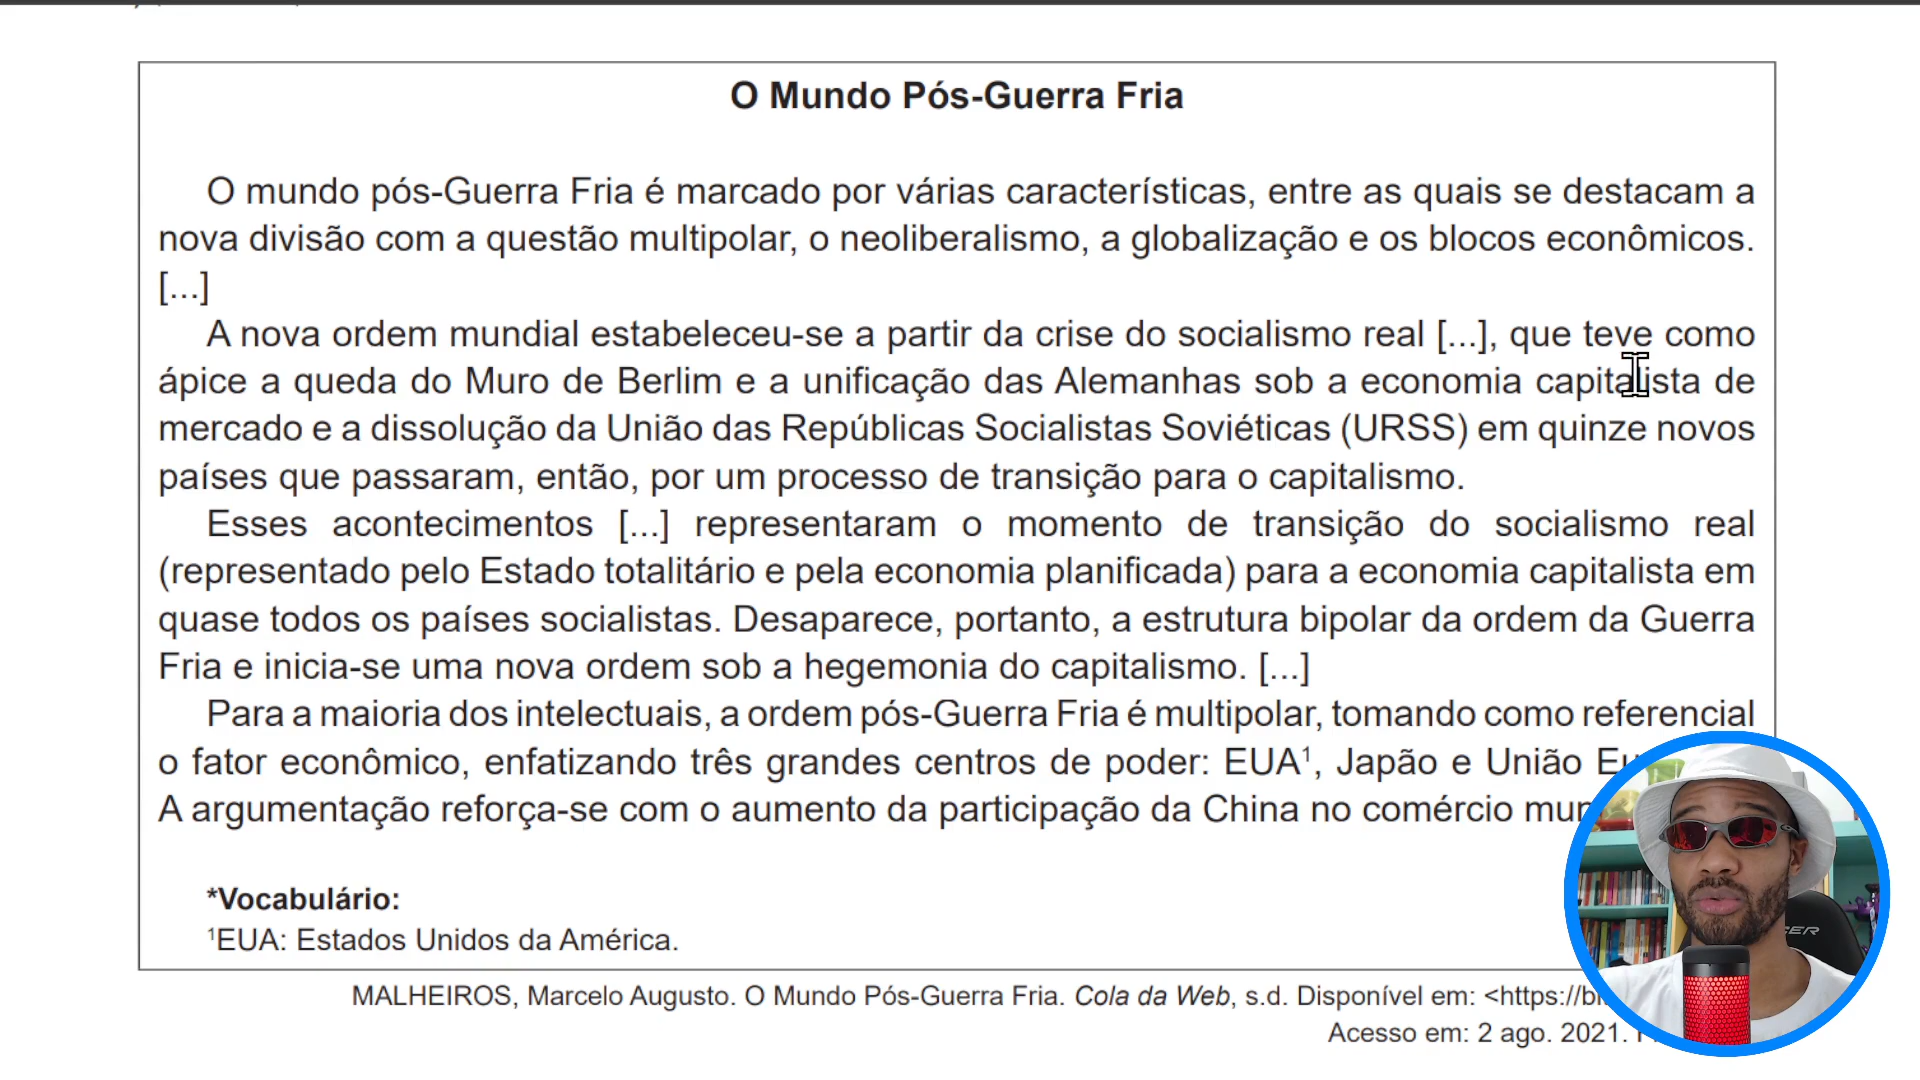 O Mundo Pós-Guerra Fria
O mundo pós-Guerra Fria é marcado por várias características, entre as quais se destacam a
nova divisão com a questão multipolar, o neoliberalismo, a globalização e os blocos econômicos.
[...]
A nova ordem mundial estabeleceu-se a partir da crise do socialismo real [...], que teve como
ápice a queda do Muro de Berlim e a unificação das Alemanhas sob a economia capitalista de
mercado e a dissolução da União das Repúblicas Socialistas Soviéticas (URSS) em quinze novos
países que passaram, então, por um processo de transição para o capitalismo.
Esses acontecimentos [...] representaram o momento de transição do socialismo real
(representado pelo Estado totalitário e pela economia planificada) para a economia capitalista em
quase todos os países socialistas. Desaparece, portanto, a estrutura bipolar da ordem da Guerra
Fria e inicia-se uma nova ordem sob a hegemonia do capitalismo. [...]
Para a maioria dos intelectuais, a ordem pós-Guerra Fria é multipolar, tomando como referencial
o fator econômico, enfatizando três grandes centros de poder: EUA¹, Japão e União
A argumentação reforça-se com o aumento da participação da China no comércio
*Vocabulário:
¹EUA: Estados Unidos da América.
MALHEIROS, Marcelo Augusto. O Mundo Pós-Guerra Fria. Cola da Web, s.d. Disponível em: <https://
Acesso em: 2 ago. 2021.